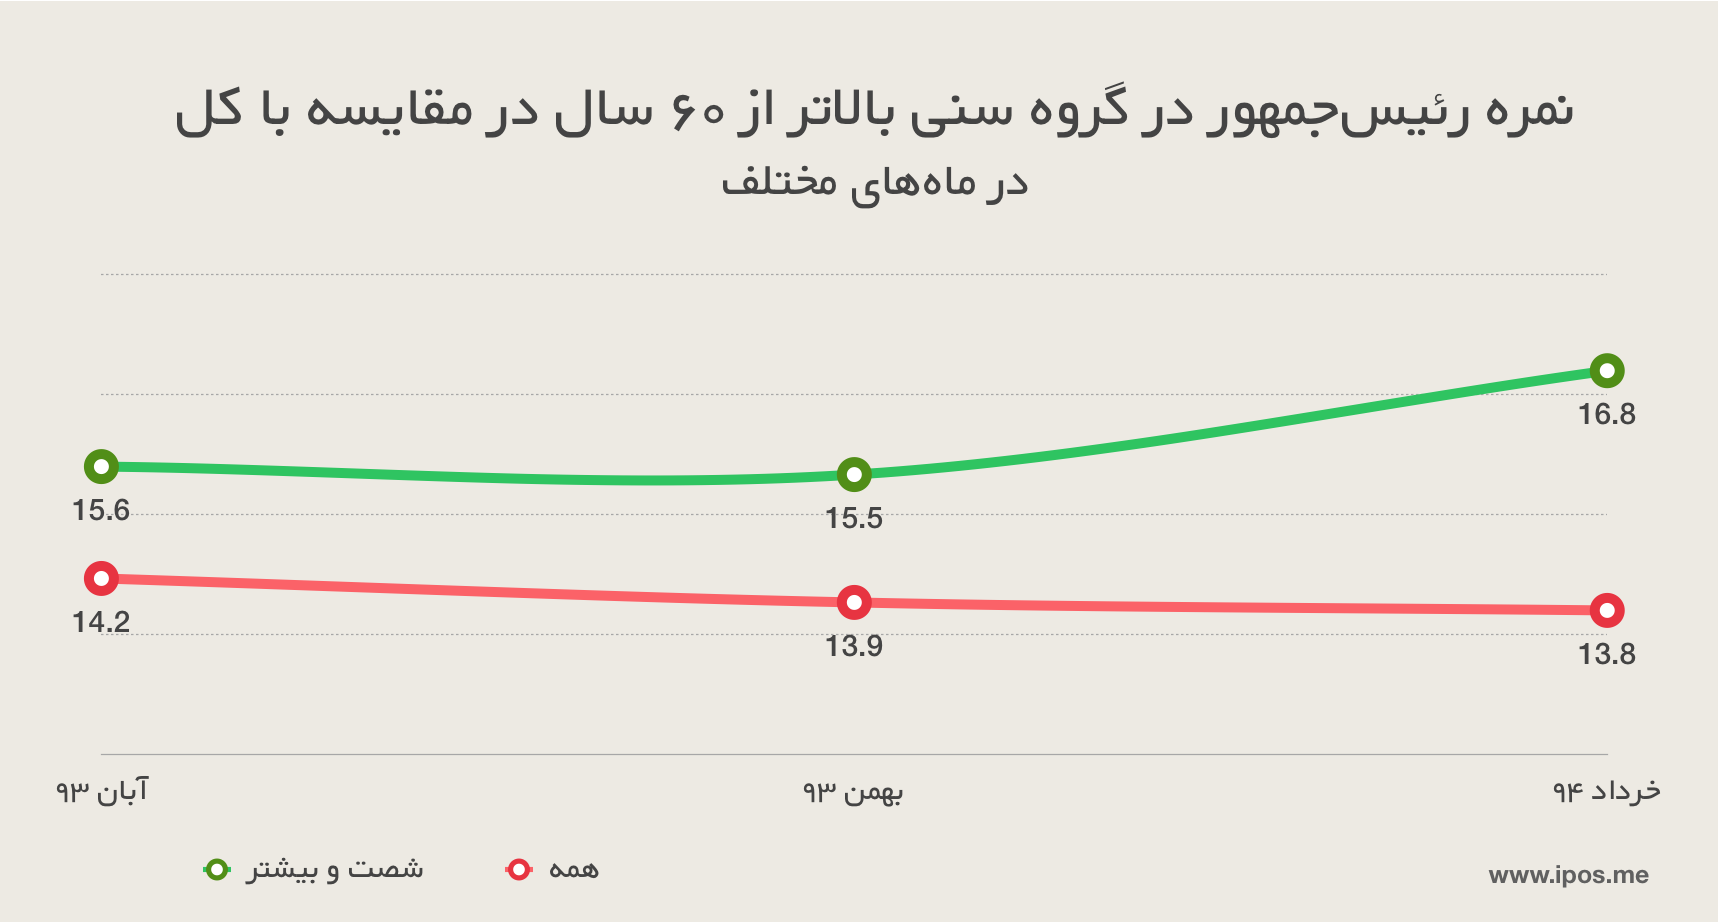 نمره رئیس‌جمهور در گروه سنی بالاتر از ۶۰ سال در مقایسه با کل
در ماه‌های مختلف
16.8
15.6
15.5
14.2
13.9
13.8
آبان ۹۳
بهمن ۹۳
خرداد ۹۴
شصت و بیشتر
همه
www.ipos.me